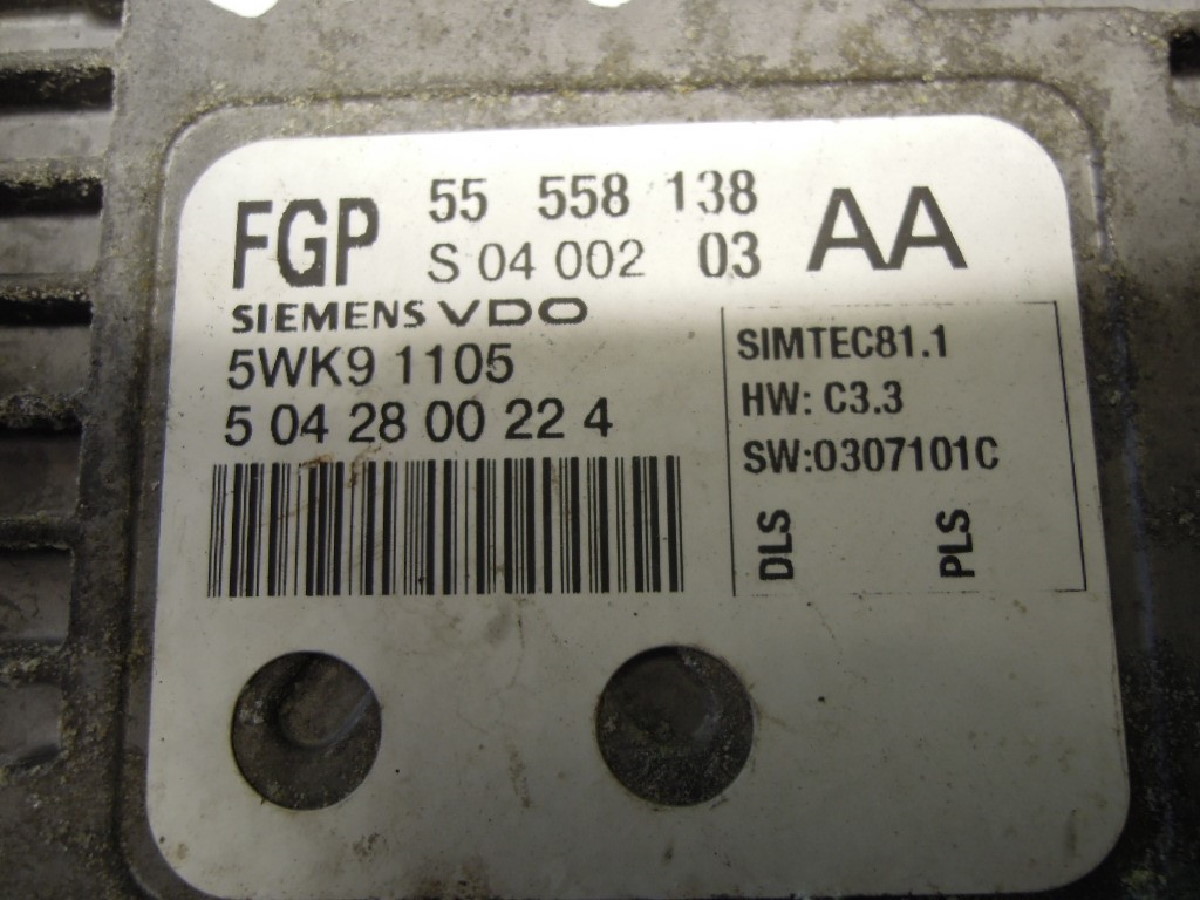 FGP 55 558 138 AA
S 04 002 03
SIEMENS VDO
5WK9 1105
5 04 28 00 22 4
SIMTEC81.1
HW: C3.3
SW:0307101C
DLS PLS